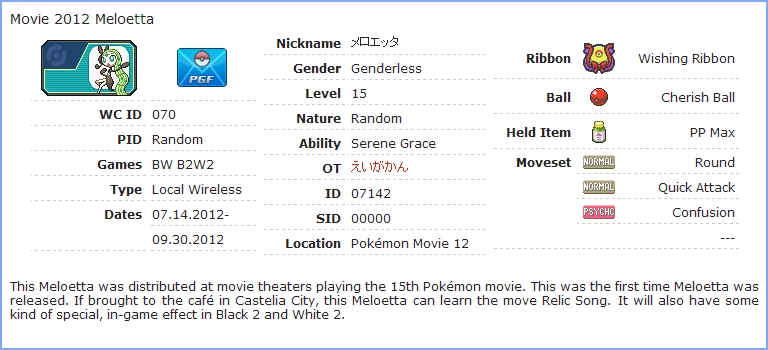 Movie 2012 Meloetta
PGF
WC ID 070
PID Random
Games BW B2W2
Type Local Wireless
Dates 07.14.2012-
09.30.2012
Nickname メロエッタ
Gender Genderless
Level 15
Nature Random
Ability Serene Grace
OT えいがかん
ID 07142
SID 00000
Location Pokémon Movie 12
Ribbon Wishing Ribbon
Ball Cherish Ball
Held Item PP Max
Moveset NORMAL Round
NORMAL Quick Attack
PSYCHC Confusion
---
This Meloetta was distributed at movie theaters playing the 15th Pokémon movie. This was the first time Meloetta was
released. If brought to the café in Castelia City, this Meloetta can learn the move Relic Song. It will also have some
kind of special, in-game effect in Black 2 and White 2.